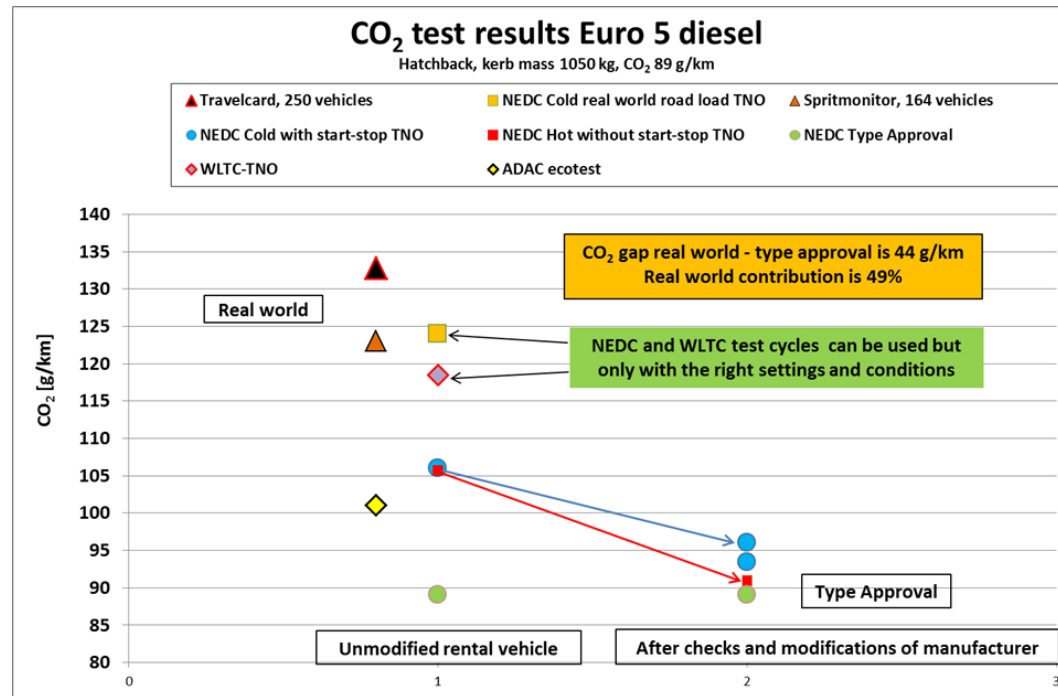 CO₂ test results Euro 5 diesel
Hatchback, kerb mass 1050 kg, CO₂ 89 g/km
Travelcard, 250 vehicles
NEDC Cold real world road load TNO
Spritmonitor, 164 vehicles
NEDC Cold with start-stop TNO
NEDC Hot without start-stop TNO
NEDC Type Approval
WLTC-TNO
ADAC ecotest
CO₂ [g/km]
140
135
130
125
120
115
110
105
100
95
90
85
80
CO₂ gap real world - type approval is 44 g/km
Real world contribution is 49%
Real world
NEDC and WLTC test cycles can be used but
only with the right settings and conditions
Type Approval
Unmodified rental vehicle
After checks and modifications of manufacturer
0
1
2
3